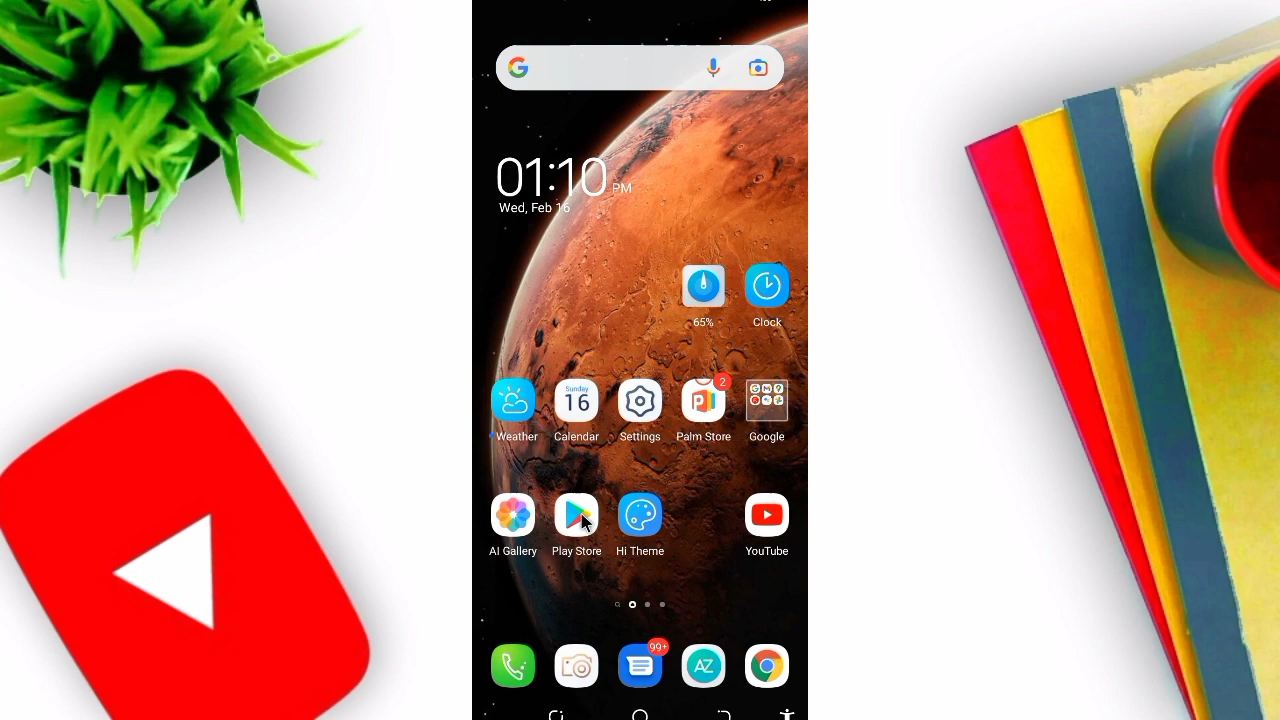 01:10 PM
Wed, Feb 16
65%
Clock
Sunday
16
2
Weather
Calendar
Settings
Palm Store
Google
AI Gallery
Play Store
Hi Theme
YouTube
99+
AZ